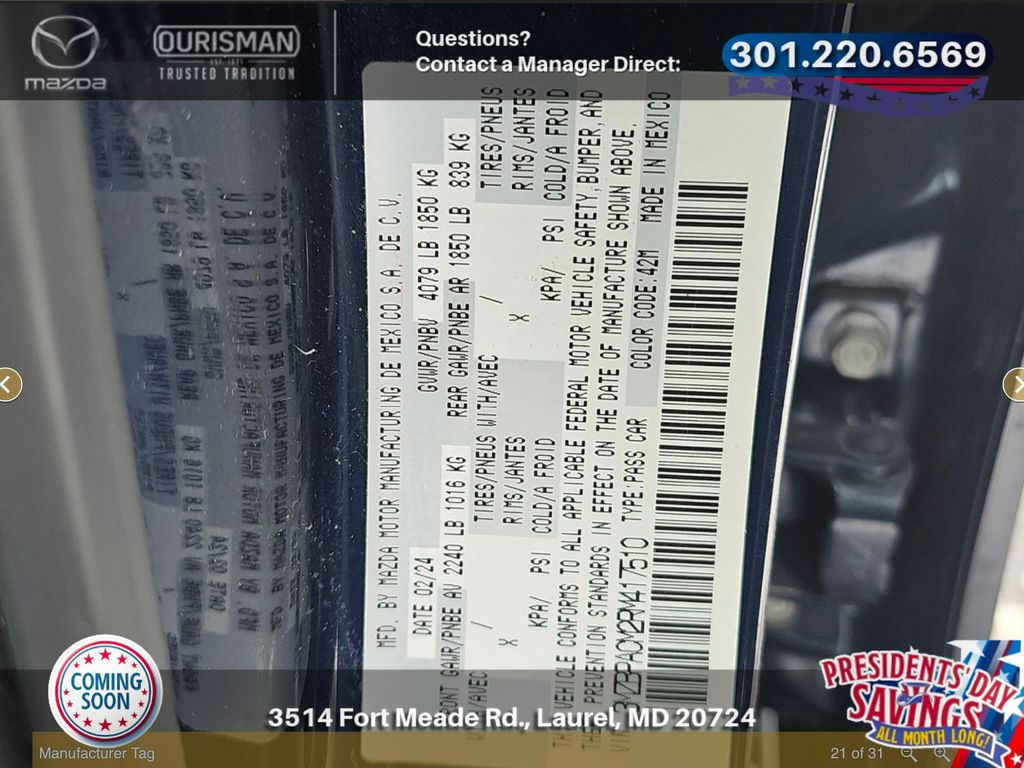 mazda
OURISMAN
EST. 1921
TRUSTED TRADITION
Questions?
Contact a Manager Direct:
301.220.6569
MFD. BY MAZDA MOTOR MANUFACTURING DE MEXICO S.A. DE C.V.
DATE 02/24 GVWR/PNBV 4079 LB 1850 KG
GAWR/PNBE AV 2240 LB 1016 KG REAR GAWR/PNBE AR 1850 LB 839 KG
TIRES/PNEUS WITH/AVEC / TIRES/PNEUS
X RIMS/JANTES X RIMS/JANTES
KPA/ PSI COLD/A FROID KPA/ PSI COLD/A FROID
VEHICLE CONFORMS TO ALL APPLICABLE FEDERAL MOTOR VEHICLE SAFETY, BUMPER, AND
PREVENTION STANDARDS IN EFFECT ON THE DATE OF MANUFACTURE SHOWN ABOVE.
TYPE:PASS CAR COLOR CODE:42M MADE IN MEXICO
COMING
SOON
3514 Fort Meade Rd., Laurel, MD 20724
PRESIDENTS' DAY
SAVINGS
ALL MONTH LONG!
Manufacturer Tag
21 of 31